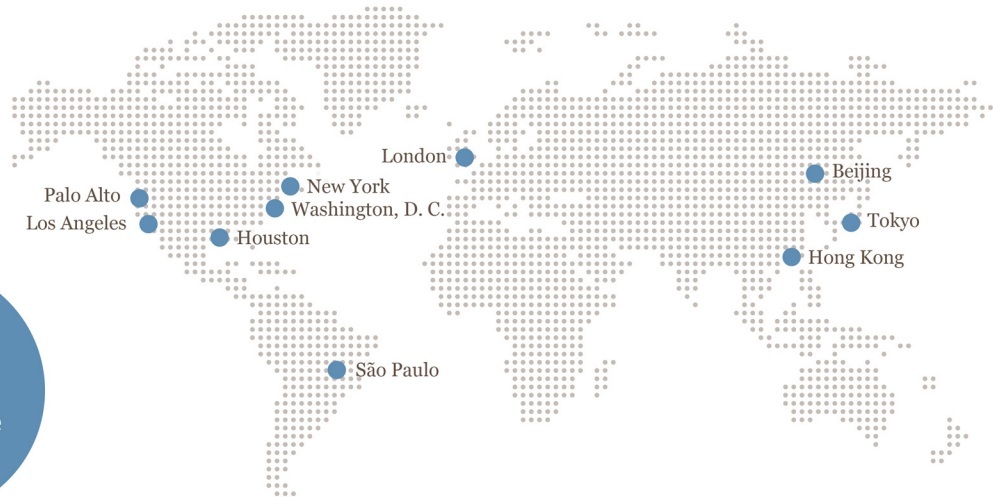 London
Beijing
New York
Palo Alto
Washington, D. C.
Los Angeles
Tokyo
Houston
Hong Kong
São Paulo